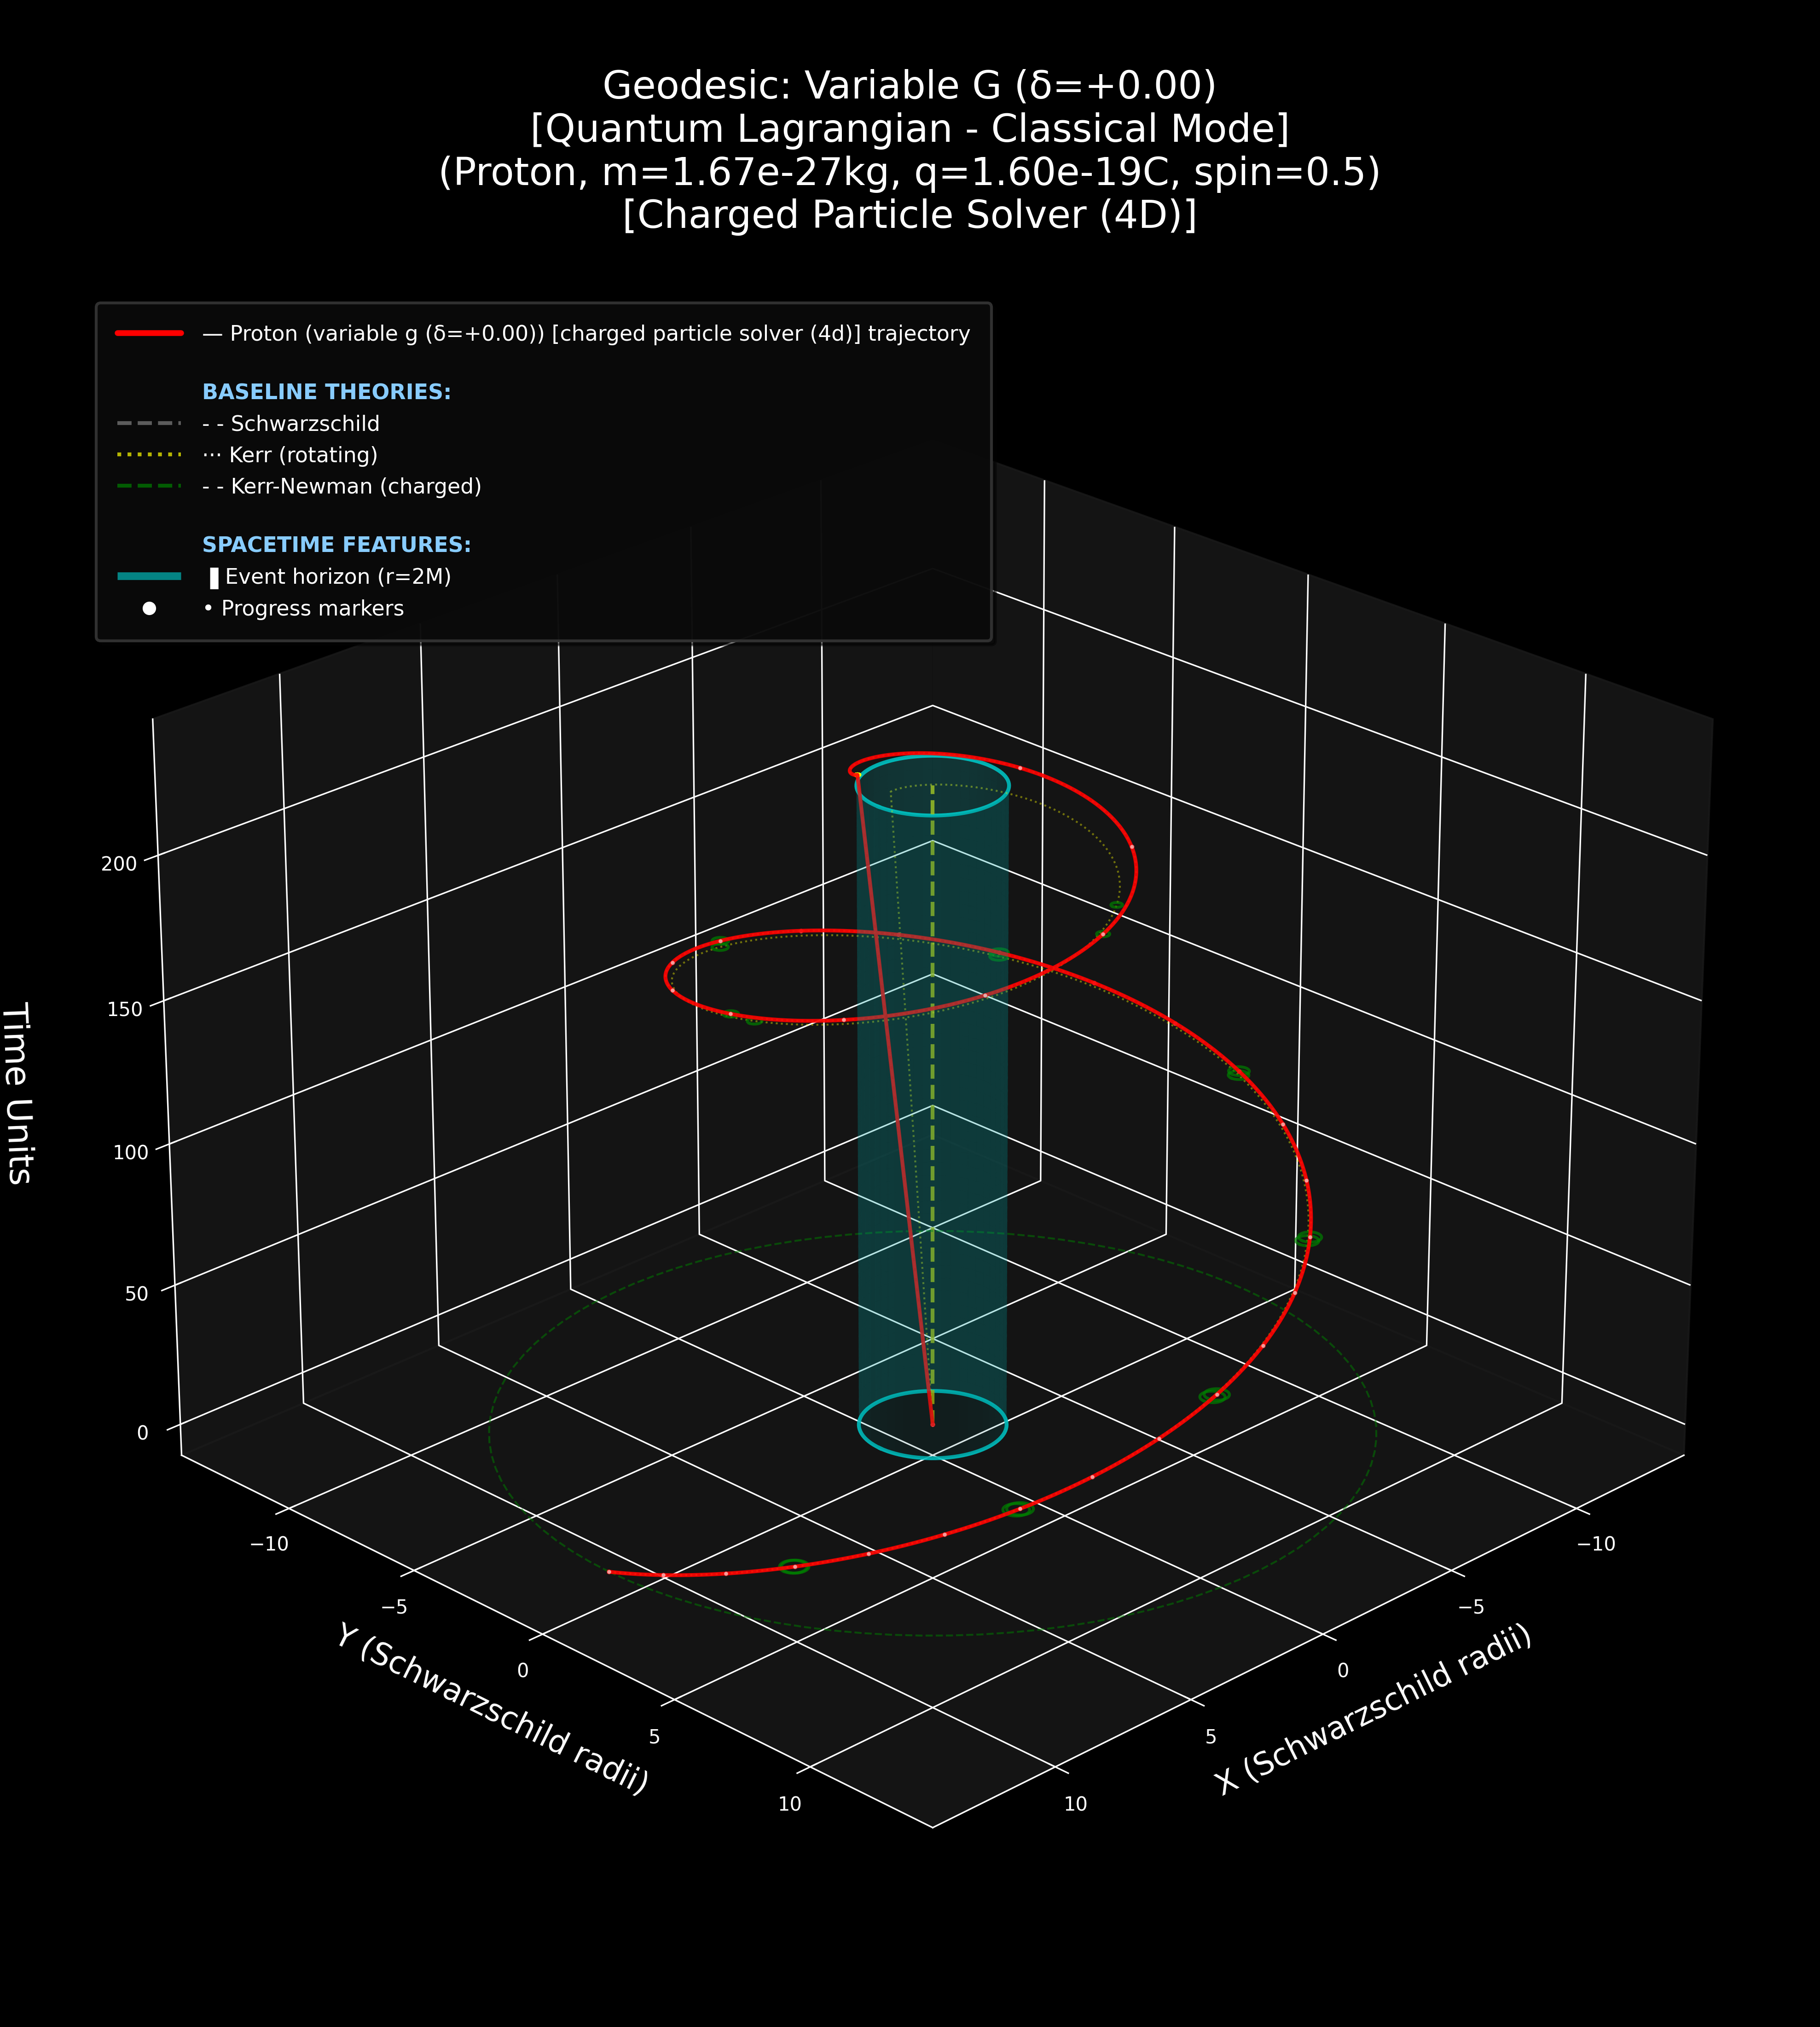 Geodesic: Variable G (δ=+0.00)
[Quantum Lagrangian - Classical Mode]
(Proton, m=1.67e-27kg, q=1.60e-19C, spin=0.5)
[Charged Particle Solver (4D)]
— Proton (variable g (δ=+0.00)) [charged particle solver (4d)] trajectory
BASELINE THEORIES:
- - Schwarzschild
··· Kerr (rotating)
- - Kerr-Newman (charged)
SPACETIME FEATURES:
▌Event horizon (r=2M)
• Progress markers
200
150
100
50
0
Time Units
−10
−5
0
5
10
Y (Schwarzschild radii)
−10
−5
0
5
10
X (Schwarzschild radii)